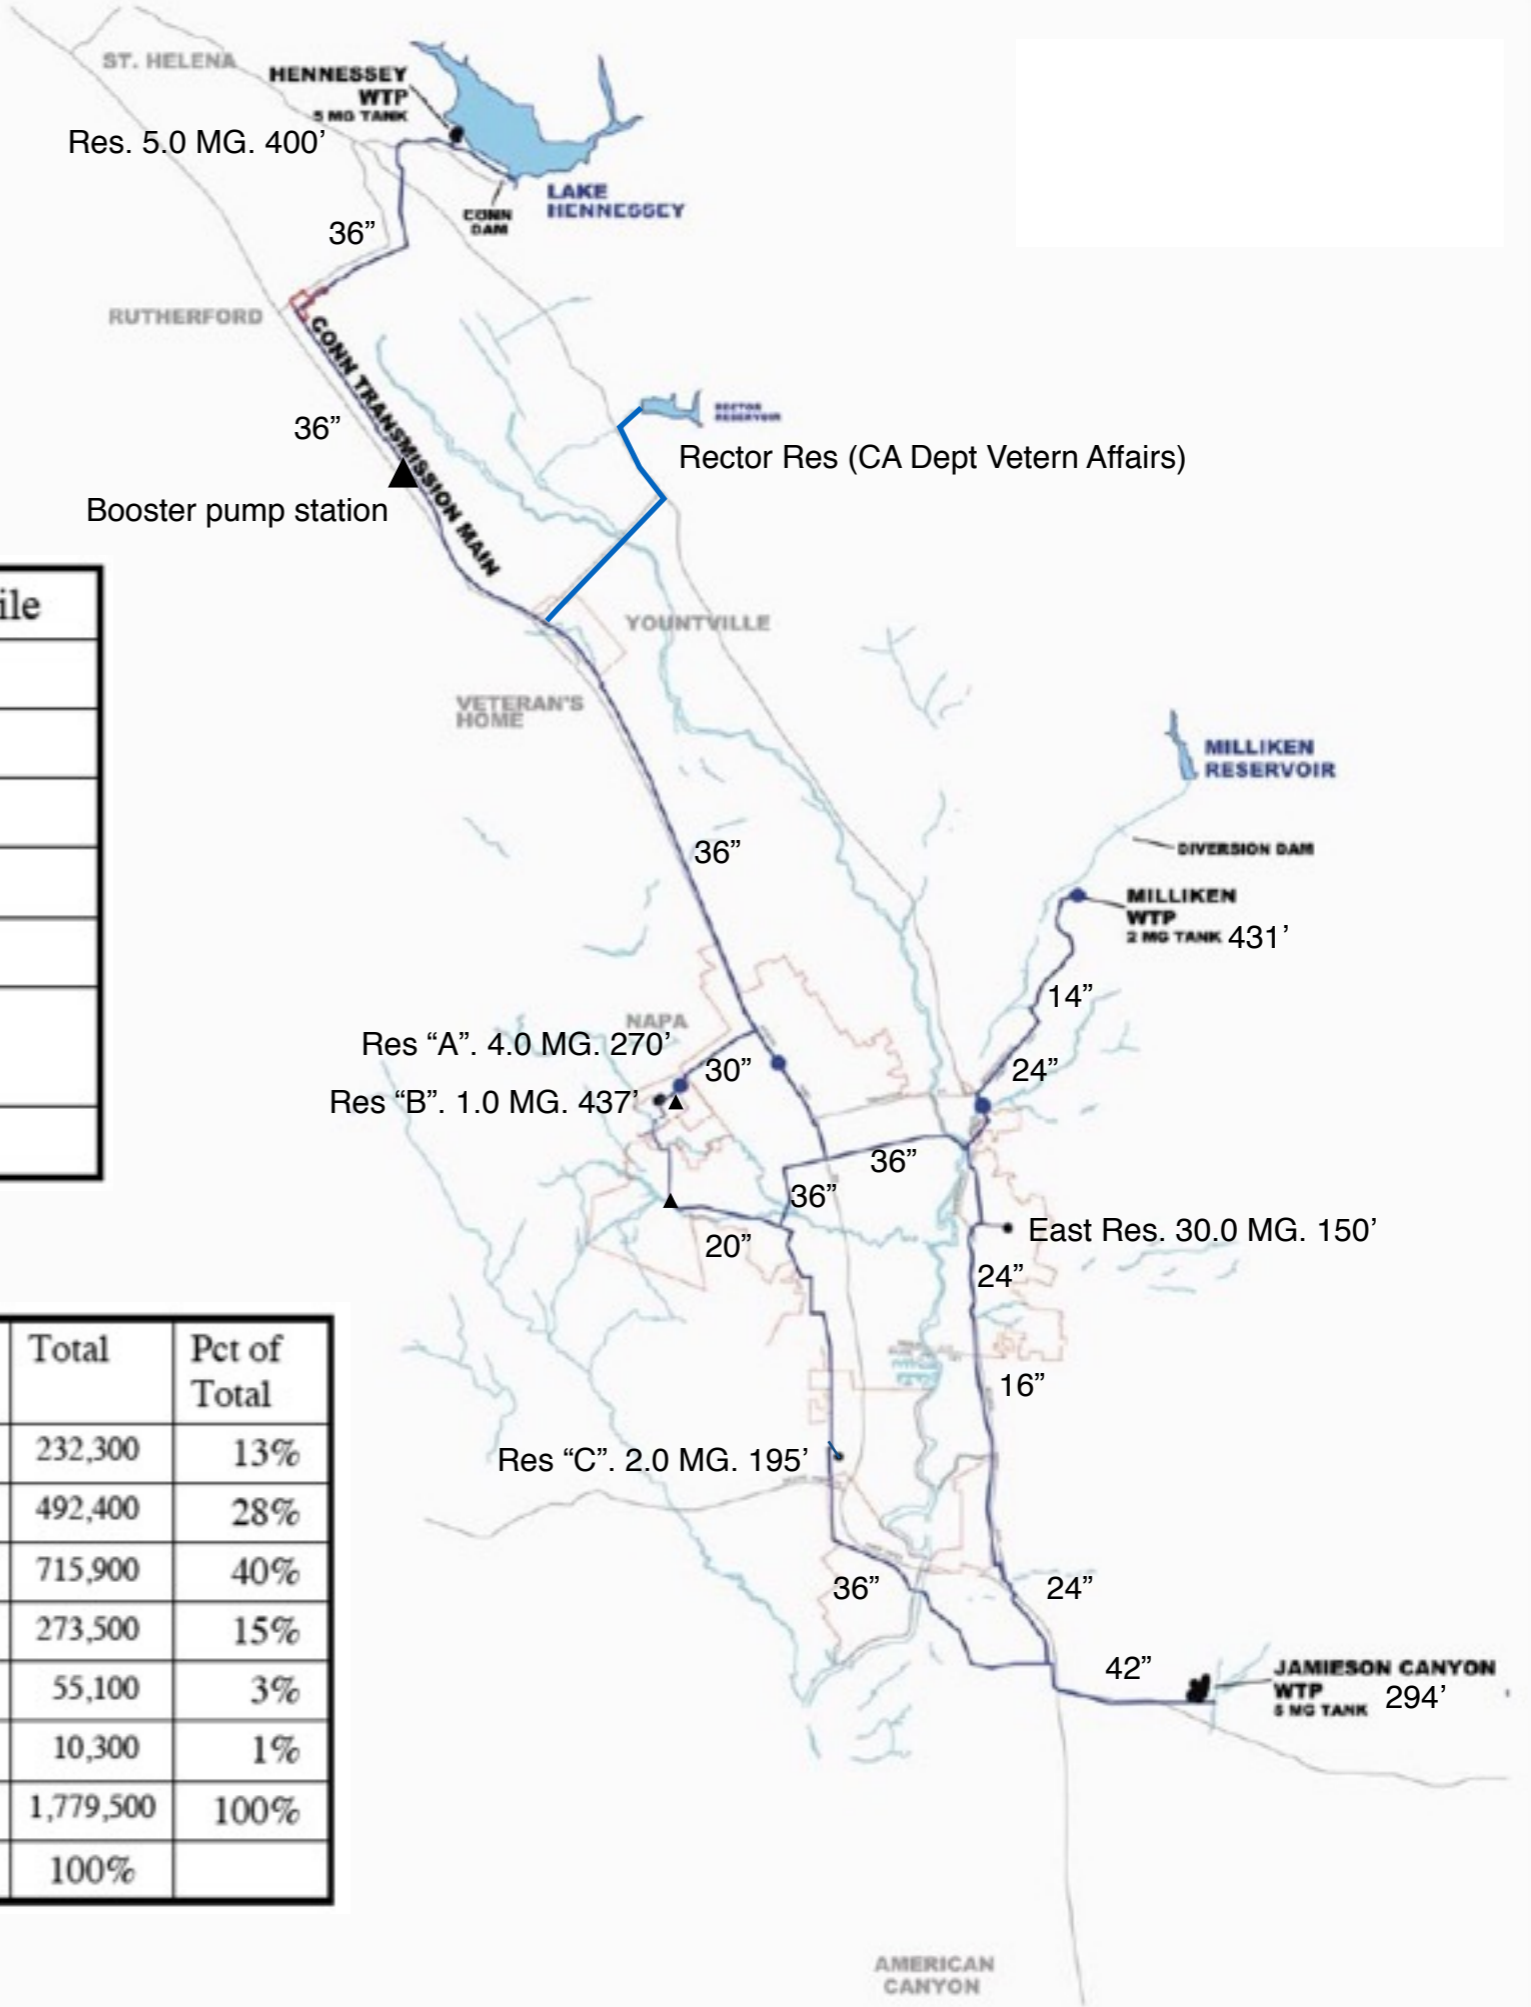 ST. HELENA
HENNESSEY
WTP
5 MG TANK
Res. 5.0 MG. 400’
LAKE
HENNESSEY
CONN
DAM
36”
RUTHERFORD
CONN TRANSMISSION MAIN
RECTOR
RESERVOIR
36”
Rector Res (CA Dept Vetern Affairs)
Booster pump station
ile
YOUNTVILLE
VETERAN'S
HOME
MILLIKEN
RESERVOIR
36”
DIVERSION DAM
MILLIKEN
WTP
2 MG TANK 431’
14”
NAPA
Res “A”. 4.0 MG. 270’
30”
24”
Res “B”. 1.0 MG. 437’
36”
36”
East Res. 30.0 MG. 150’
20”
24”
16”
Total Pct of
Total
232,300 13%
492,400 28%
715,900 40%
273,500 15%
55,100 3%
10,300 1%
1,779,500 100%
100%
Res “C”. 2.0 MG. 195’
36”
24”
42”
JAMIESON CANYON
WTP 294’
5 MG TANK
AMERICAN
CANYON